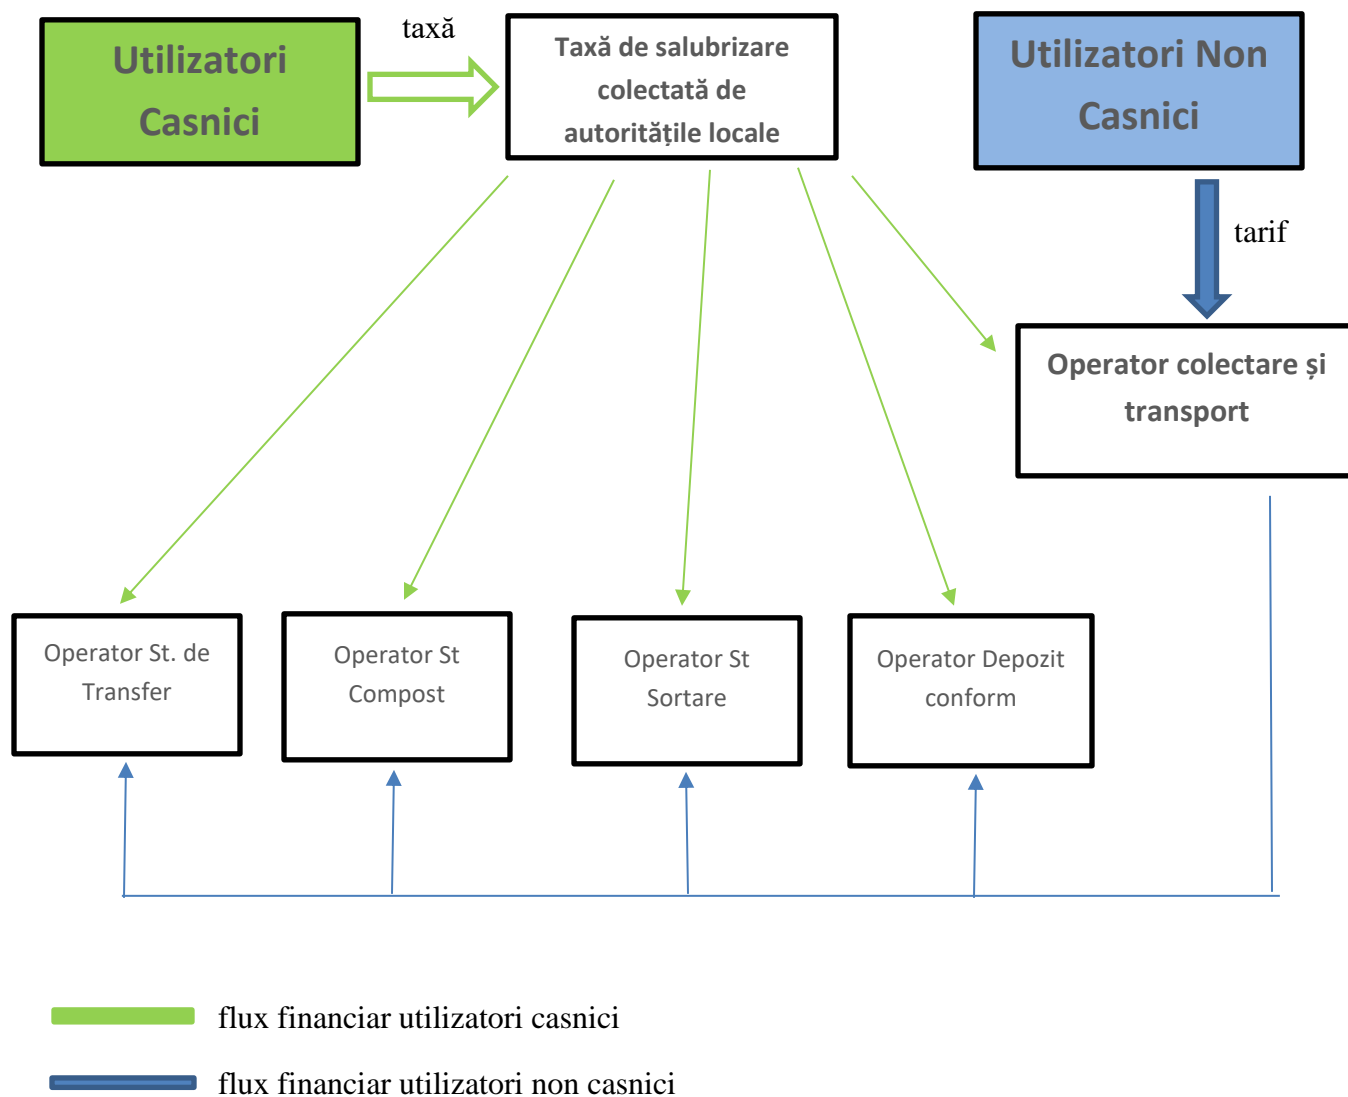 taxă
Utilizatori
Casnici
Taxă de salubrizare
colectată de
autoritățile locale
Utilizatori Non
Casnici
tarif
Operator colectare și
transport
Operator St. de
Transfer
Operator St
Compost
Operator St
Sortare
Operator Depozit
conform
flux financiar utilizatori casnici
flux financiar utilizatori non casnici